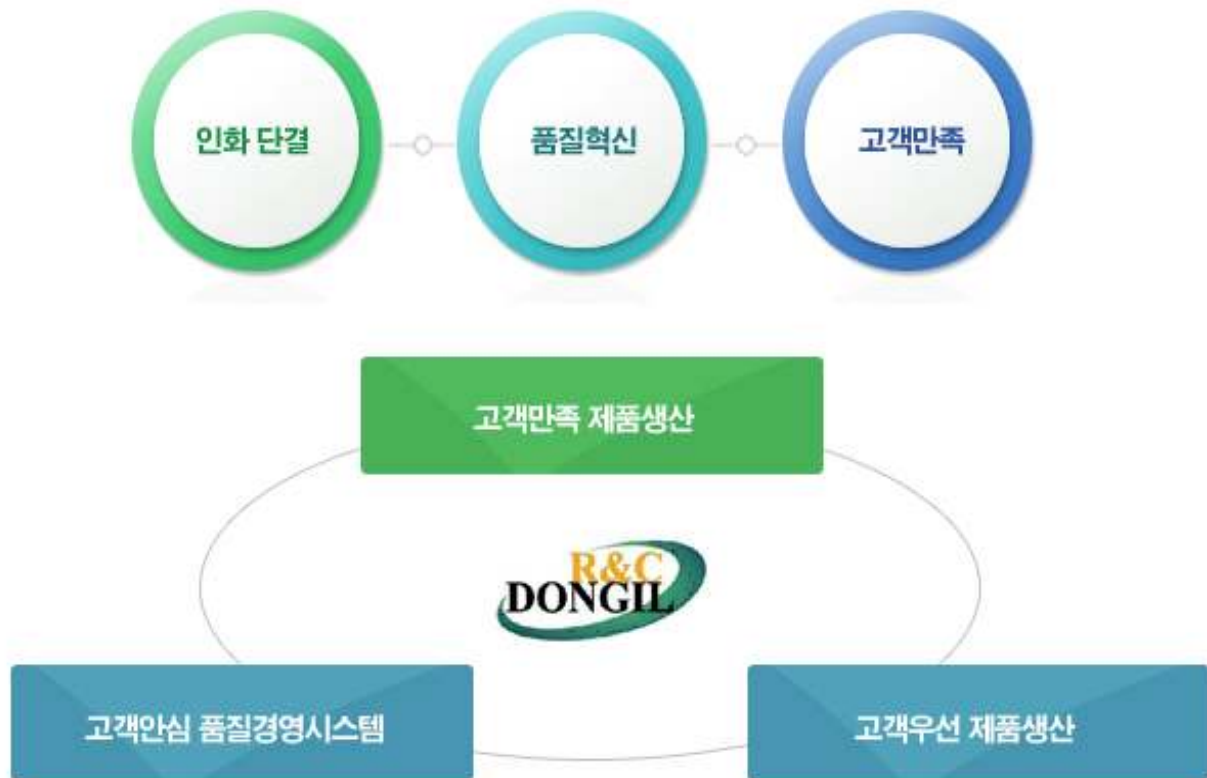 인화 단결
품질혁신
고객만족
고객만족 제품생산
R&C
DONGIL
고객안심 품질경영시스템
고객우선 제품생산